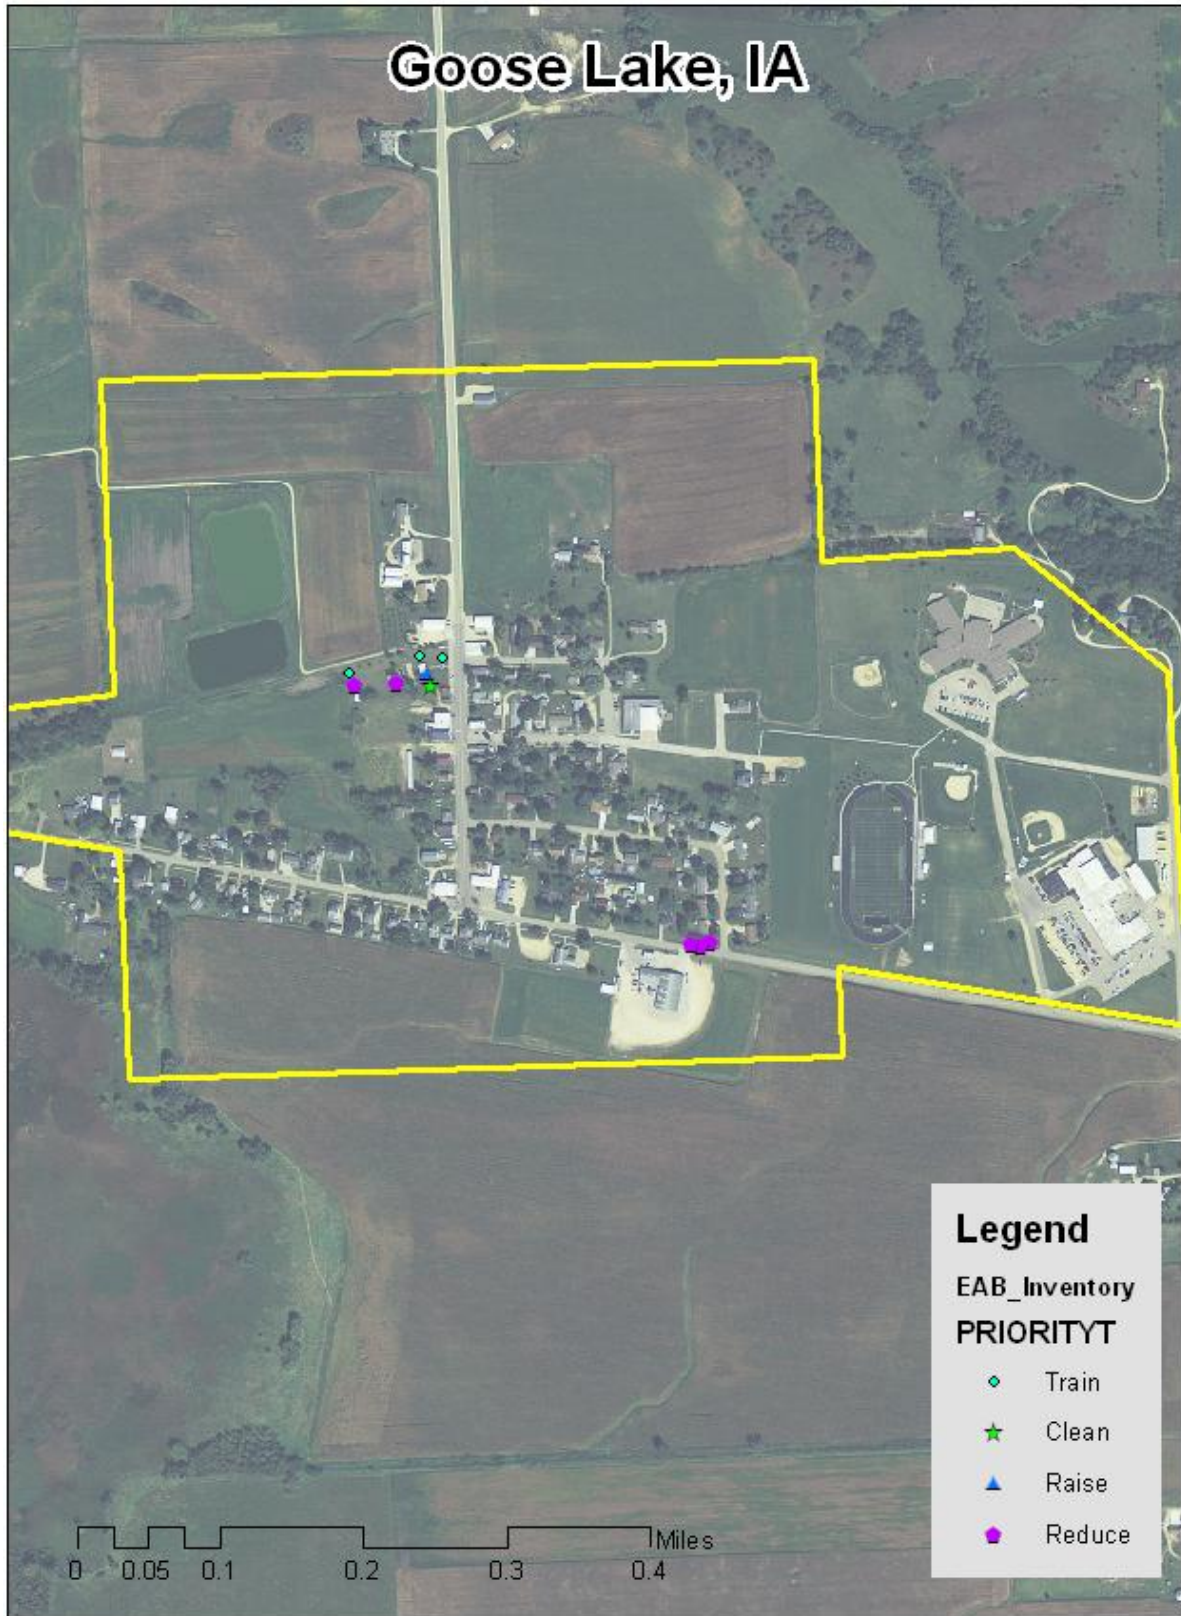 Goose Lake, IA
Legend
EAB_Inventory
PRIORITYT
Train
Clean
Raise
Reduce
Miles
0 0.05 0.1 0.2 0.3 0.4